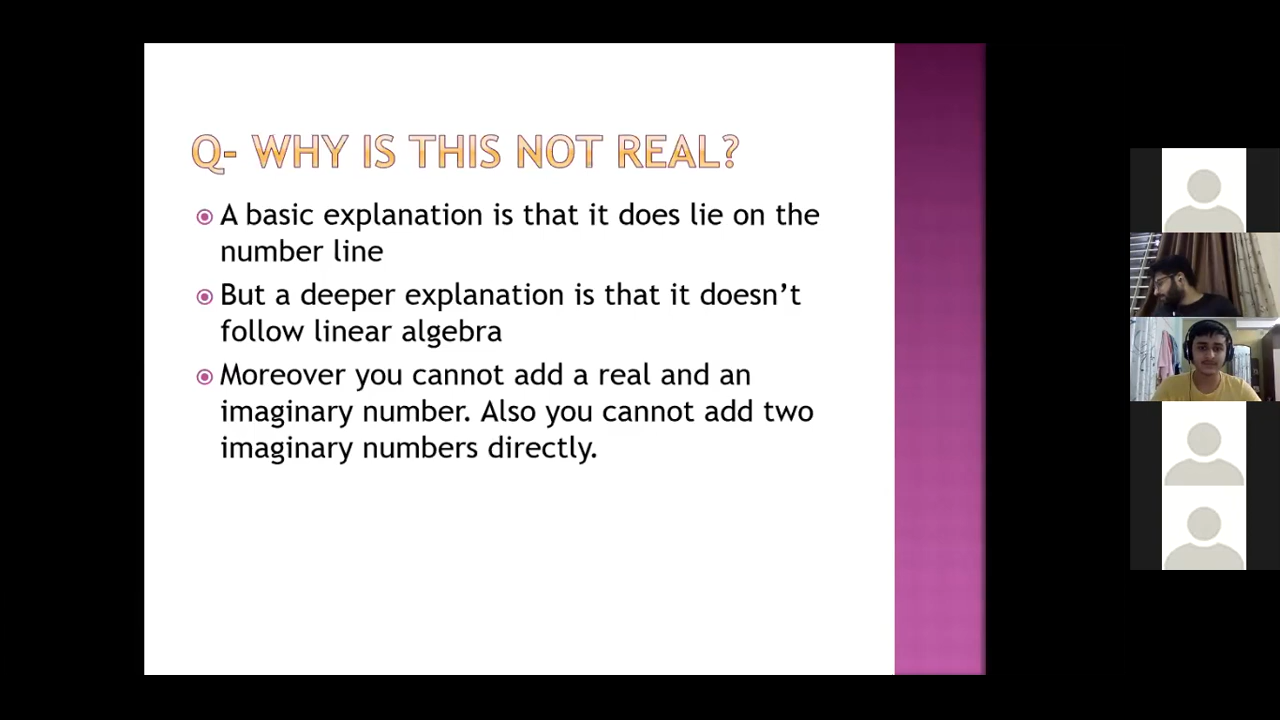 Q- WHY IS THIS NOT REAL?
A basic explanation is that it does lie on the
number line
But a deeper explanation is that it doesn’t
follow linear algebra
Moreover you cannot add a real and an
imaginary number. Also you cannot add two
imaginary numbers directly.